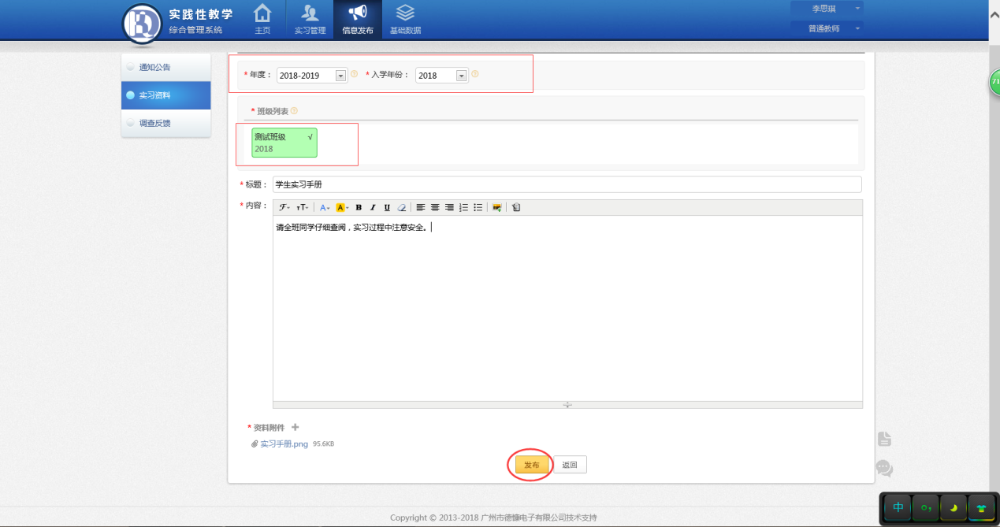 实践性教学
综合管理系统
主页
实习管理
信息发布
基础数据
李思琪
普通教师
通知公告
实习资料
调查反馈
* 年度： 2018-2019 * 入学年份： 2018
* 班级列表
测试班级 √
2018
* 标题： 学生实习手册
* 内容：
请全班同学仔细查阅，实习过程中注意安全。
* 资料附件
实习手册.png 95.6KB
发布 返回
Copyright © 2013-2018 广州市德慷电子有限公司技术支持
中
71